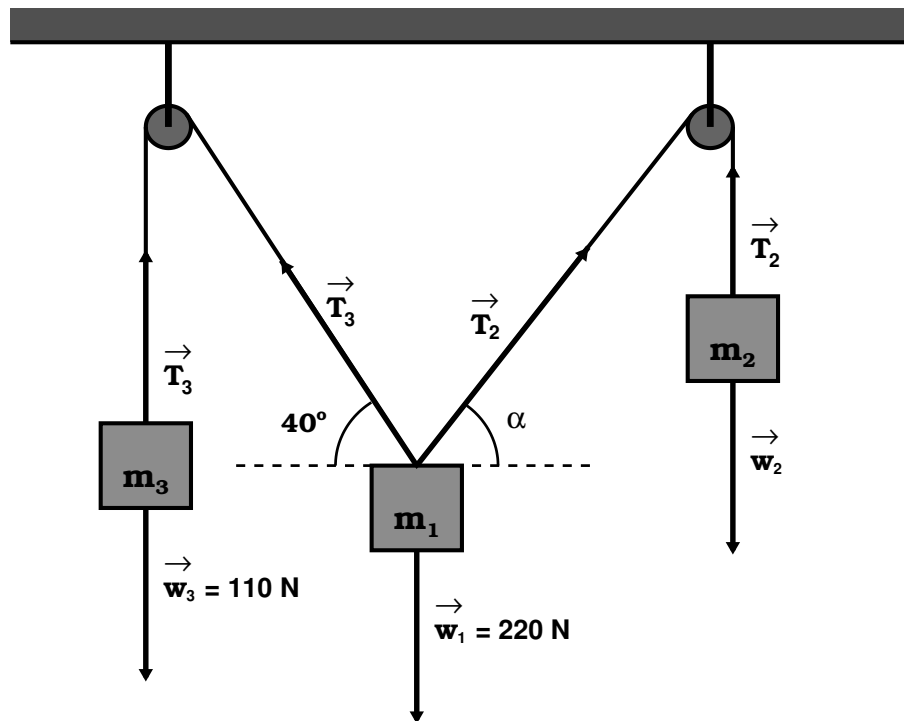 T₂
T₃
T₂
T₃
m₂
40º
α
w₂
m₃
m₁
w₃ = 110 N
w₁ = 220 N